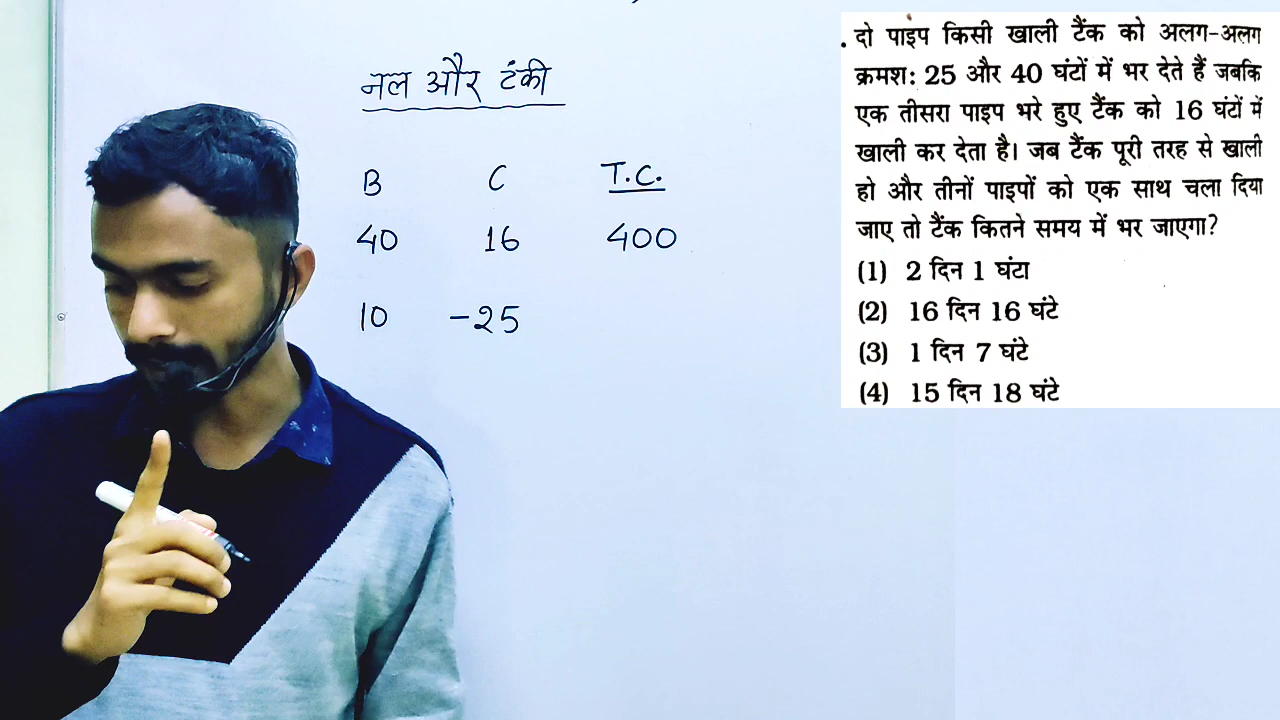 नल और टंकी
B C T.C.
40 16 400
10 -25
. दो पाइप किसी खाली टैंक को अलग-अलग
क्रमश: 25 और 40 घंटों में भर देते हैं जबकि
एक तीसरा पाइप भरे हुए टैंक को 16 घंटों में
खाली कर देता है। जब टैंक पूरी तरह से खाली
हो और तीनों पाइपों को एक साथ चला दिया
जाए तो टैंक कितने समय में भर जाएगा?
(1) 2 दिन 1 घंटा
(2) 16 दिन 16 घंटे
(3) 1 दिन 7 घंटे
(4) 15 दिन 18 घंटे